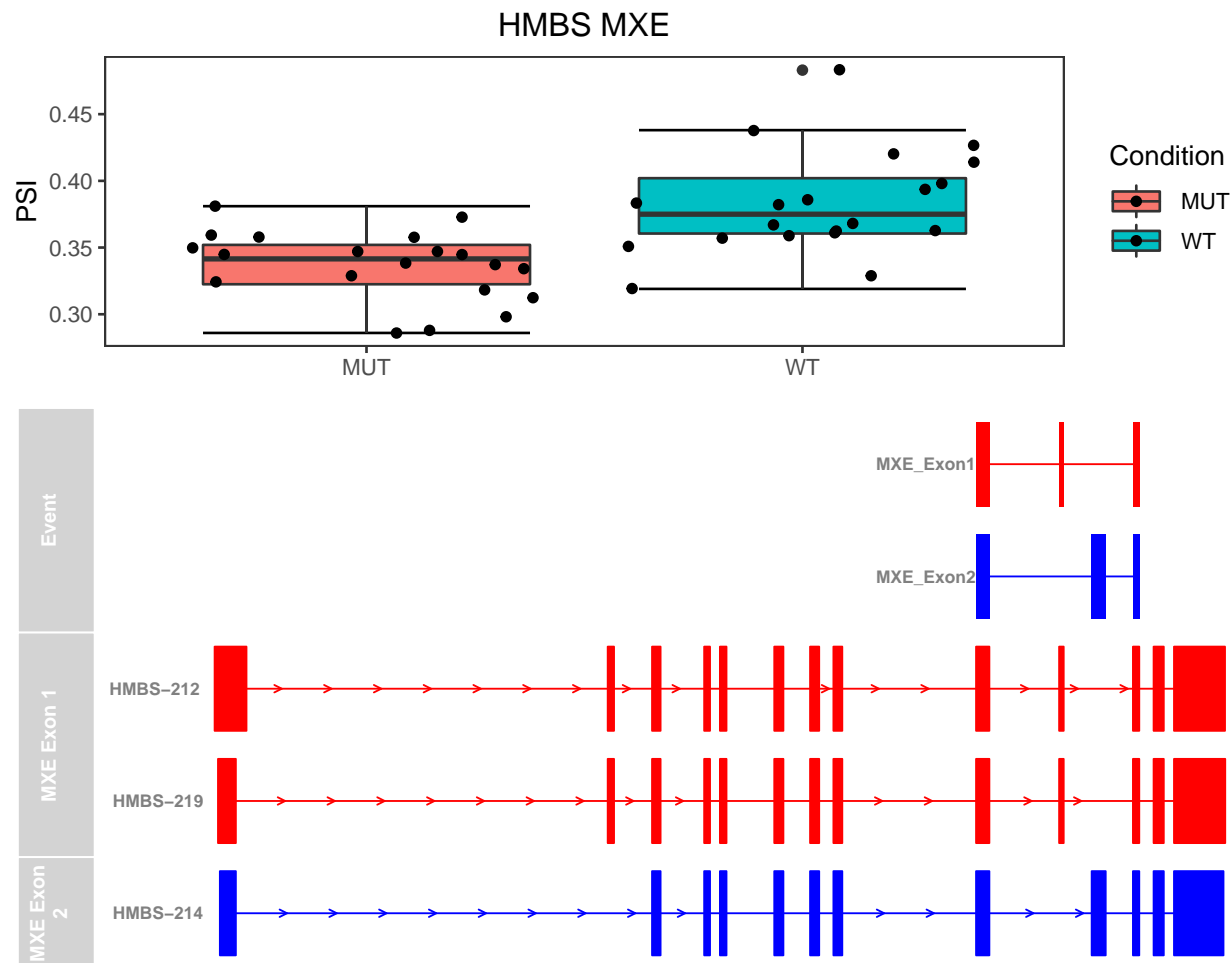 HMBS MXE
PSI
0.45
0.40
0.35
0.30
MUT
WT
Condition
MUT
WT
Event
MXE_Exon1
MXE_Exon2
MXE Exon 1
HMBS−212
HMBS−219
MXE Exon
2
HMBS−214